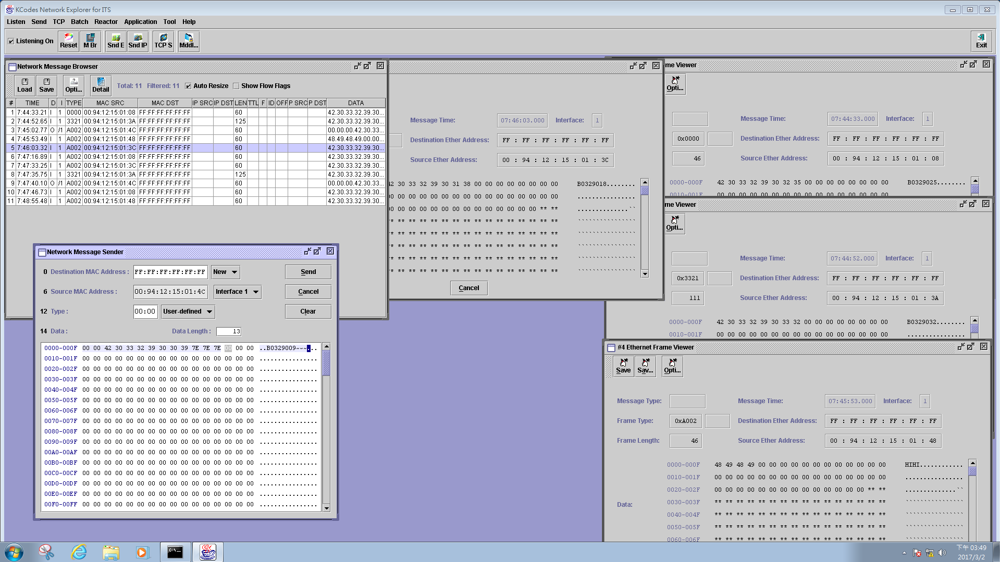 KCodes Network Explorer for ITS
Listen Send TCP Batch Reactor Application Tool Help
Listening On Reset M Br Snd E Snd IP TCP S Mddl... Exit
Network Message Browser
Load Save Opti... Detail Total: 11 Filtered: 11 Auto Resize Show Flow Flags
# TIME D I TYPE MAC SRC MAC DST IP SRC IP DST LEN TTL F ID OFF P SRC P DST DATA
1 7:44:33.21 I 1 0000 00:94:12:15:01:08 FF:FF:FF:FF:FF:FF 60 42.30.33.32.39.30...
2 7:44:52.65 I 1 3321 00:94:12:15:01:3A FF:FF:FF:FF:FF:FF 125 42.30.33.32.39.30...
3 7:45:02.77 O /1 A002 00:94:12:15:01:4C FF:FF:FF:FF:FF:FF 60 00.00.00.42.30.33...
4 7:45:53.49 I 1 A002 00:94:12:15:01:48 FF:FF:FF:FF:FF:FF 60 48.49.48.49.00.00...
5 7:46:03.32 I 1 A002 00:94:12:15:01:3C FF:FF:FF:FF:FF:FF 60 42.30.33.32.39.30...
6 7:47:16.89 I 1 A002 00:94:12:15:01:08 FF:FF:FF:FF:FF:FF 60 42.30.33.32.39.30...
7 7:47:33.25 I 1 A002 00:94:12:15:01:3C FF:FF:FF:FF:FF:FF 60 42.30.33.32.39.30...
8 7:47:35.75 I 1 3321 00:94:12:15:01:3A FF:FF:FF:FF:FF:FF 125 42.30.33.32.39.30...
9 7:47:40.10 O /1 A002 00:94:12:15:01:4C FF:FF:FF:FF:FF:FF 60 00.00.00.42.30.33...
10 7:47:46.73 I 1 A002 00:94:12:15:01:08 FF:FF:FF:FF:FF:FF 60 42.30.33.32.39.30...
11 7:48:55.48 I 1 A002 00:94:12:15:01:48 FF:FF:FF:FF:FF:FF 60 42.30.33.32.39.30...
Message Time: 07:46:03.000 Interface: 1
Destination Ether Address: FF : FF : FF : FF : FF : FF
Source Ether Address: 00 : 94 : 12 : 15 : 01 : 3C
42 30 33 32 39 30 31 38 00 00 00 00 00 00 00 00 B0329018........
00 00 00 00 00 00 00 00 00 00 00 00 00 00 00 00 ................
00 00 00 00 00 00 00 00 00 00 00 00 00 00 ** ** ..............``
** ** ** ** ** ** ** ** ** ** ** ** ** ** ** ** ````````````````
** ** ** ** ** ** ** ** ** ** ** ** ** ** ** ** ````````````````
** ** ** ** ** ** ** ** ** ** ** ** ** ** ** ** ````````````````
** ** ** ** ** ** ** ** ** ** ** ** ** ** ** ** ````````````````
** ** ** ** ** ** ** ** ** ** ** ** ** ** ** ** ````````````````
Cancel
me Viewer
Opti...
Message Time: 07:44:33.000 Interface: 1
0x0000 Destination Ether Address: FF : FF : FF : FF : FF : FF
46 Source Ether Address: 00 : 94 : 12 : 15 : 01 : 08
0000-000F 42 30 33 32 39 30 32 35 00 00 00 00 00 00 00 00 B0329025........
0010-001F 00 00 00 00 00 00 00 00 00 00 00 00 00 00 00 00
me Viewer
Opti...
Message Time: 07:44:52.000 Interface: 1
0x3321 Destination Ether Address: FF : FF : FF : FF : FF : FF
111 Source Ether Address: 00 : 94 : 12 : 15 : 01 : 3A
0000-000F 42 30 33 32 39 30 33 32 00 00 00 00 00 00 00 00 B0329032........
0010-001F 00 00 00 00 00 00 00 00 00 00 00 00 00 00 00 00 ................
#4 Ethernet Frame Viewer
Save Sav... Opti...
Message Type: Message Time: 07:45:53.000 Interface: 1
Frame Type: 0xA002 Destination Ether Address: FF : FF : FF : FF : FF : FF
Frame Length: 46 Source Ether Address: 00 : 94 : 12 : 15 : 01 : 48
Data:
0000-000F 48 49 48 49 00 00 00 00 00 00 00 00 00 00 00 00 HIHI............
0010-001F 00 00 00 00 00 00 00 00 00 00 00 00 00 00 00 00 ................
0020-002F 00 00 00 00 00 00 00 00 00 00 00 00 00 00 ** ** ..............``
0030-003F ** ** ** ** ** ** ** ** ** ** ** ** ** ** ** ** ````````````````
0040-004F ** ** ** ** ** ** ** ** ** ** ** ** ** ** ** ** ````````````````
0050-005F ** ** ** ** ** ** ** ** ** ** ** ** ** ** ** ** ````````````````
0060-006F ** ** ** ** ** ** ** ** ** ** ** ** ** ** ** ** ````````````````
Network Message Sender
0 Destination MAC Address : FF:FF:FF:FF:FF:FF New Send
6 Source MAC Address : 00:94:12:15:01:4C Interface 1 Cancel
12 Type : 00:00 User-defined Clear
14 Data : Data Length : 13
0000-000F 00 00 42 30 33 32 39 30 30 39 7E 7E 7E 00 00 00 ..B0329009~~~...
0010-001F 00 00 00 00 00 00 00 00 00 00 00 00 00 00 00 00 ................
0020-002F 00 00 00 00 00 00 00 00 00 00 00 00 00 00 00 00 ................
0030-003F 00 00 00 00 00 00 00 00 00 00 00 00 00 00 00 00 ................
0040-004F 00 00 00 00 00 00 00 00 00 00 00 00 00 00 00 00 ................
0050-005F 00 00 00 00 00 00 00 00 00 00 00 00 00 00 00 00 ................
0060-006F 00 00 00 00 00 00 00 00 00 00 00 00 00 00 00 00 ................
0070-007F 00 00 00 00 00 00 00 00 00 00 00 00 00 00 00 00 ................
0080-008F 00 00 00 00 00 00 00 00 00 00 00 00 00 00 00 00 ................
0090-009F 00 00 00 00 00 00 00 00 00 00 00 00 00 00 00 00 ................
00A0-00AF 00 00 00 00 00 00 00 00 00 00 00 00 00 00 00 00 ................
00B0-00BF 00 00 00 00 00 00 00 00 00 00 00 00 00 00 00 00 ................
00C0-00CF 00 00 00 00 00 00 00 00 00 00 00 00 00 00 00 00 ................
00D0-00DF 00 00 00 00 00 00 00 00 00 00 00 00 00 00 00 00 ................
00E0-00EF 00 00 00 00 00 00 00 00 00 00 00 00 00 00 00 00 ................
00F0-00FF 00 00 00 00 00 00 00 00 00 00 00 00 00 00 00 00 ................
C:\
下午 03:49
2017/3/2